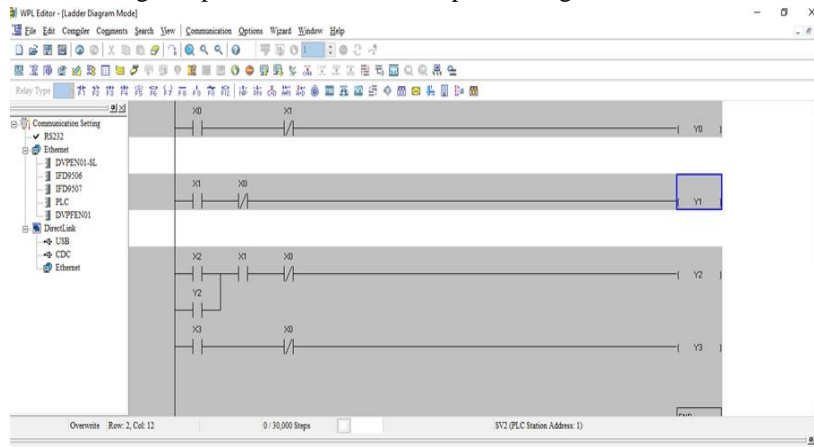 WPL Editor - [Ladder Diagram Mode]
File Edit Compiler Comments Search View Communication Options Wizard Window Help
Relay Type
Communication Setting
RS232
Ethernet
DVPEN01-SL
IFD9506
IFD9507
PLC
DVPFEN01
DirectLink
USB
CDC
Ethernet
X0 X1
Y0
X1 X0
Y1
X2 X1 X0
Y2
Y2
X3 X0
Y3
END
Overwrite Row: 2, Col: 12 0 / 30,000 Steps SV2 (PLC Station Address: 1)